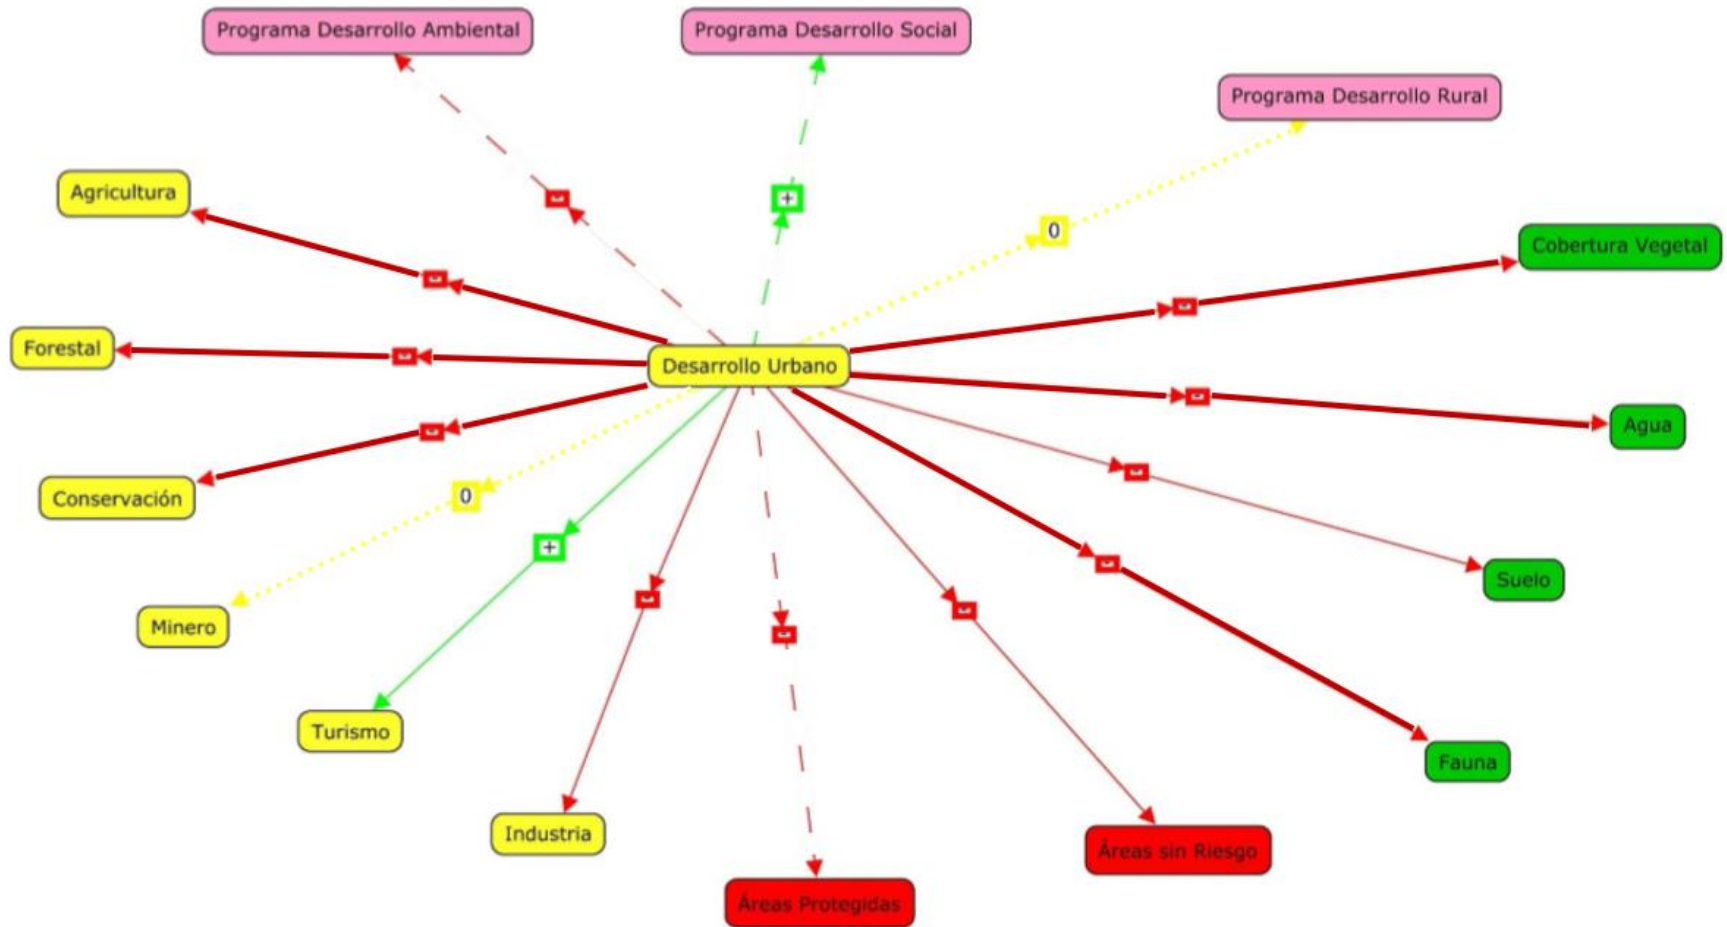 Programa Desarrollo Ambiental
Programa Desarrollo Social
Programa Desarrollo Rural
Agricultura
-
+
0
Cobertura Vegetal
-
-
Forestal
-
Desarrollo Urbano
-
Agua
-
Conservación
0
-
Suelo
+
-
Minero
-
-
-
Turismo
Fauna
Industria
Áreas sin Riesgo
Áreas Protegidas